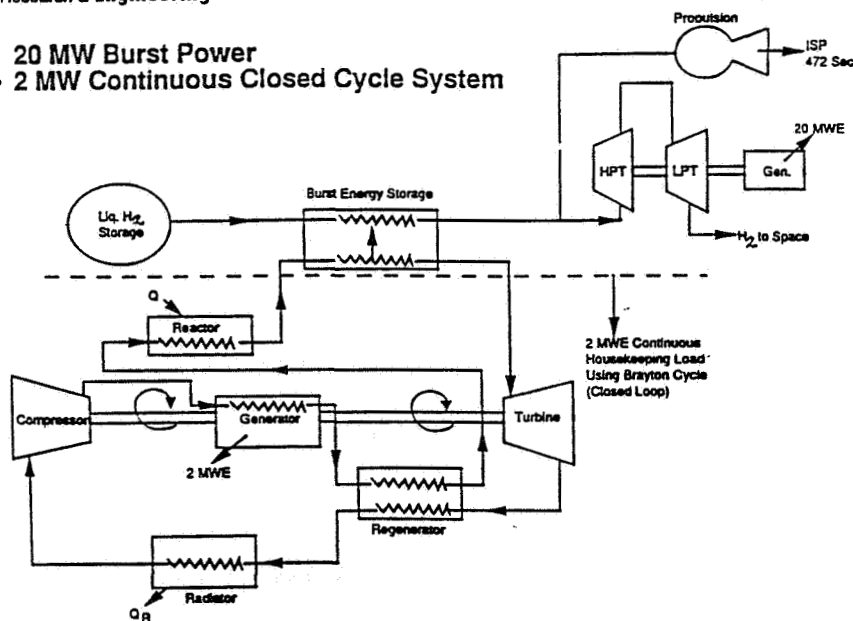 20 MW Burst Power
2 MW Continuous Closed Cycle System
Propulsion
ISP
472 Sec
20 MWE
HPT
LPT
Gen.
Burst Energy Storage
Liq. H2
Storage
H2 to Space
Q
Reactor
2 MWE Continuous
Housekeeping Load
Using Brayton Cycle
(Closed Loop)
Compressor
Generator
Turbine
2 MWE
Regenerator
Radiator
QR